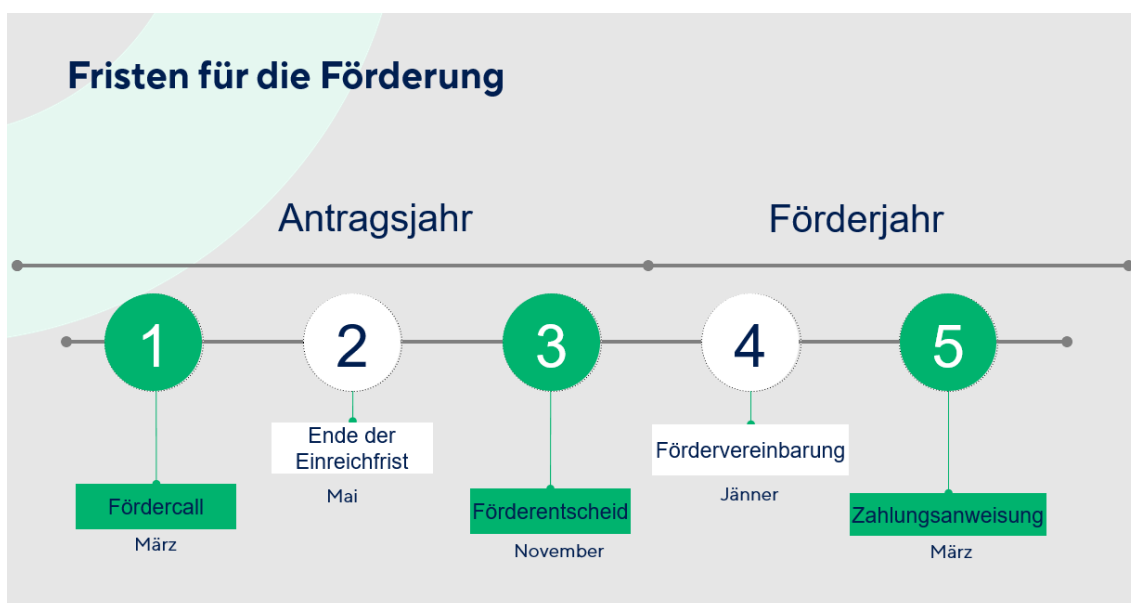 Fristen für die Förderung
Antragsjahr
Förderjahr
1
2
3
4
5
Fördercall
März
Ende der
Einreichfrist
Mai
Förderentscheid
November
Fördervereinbarung
Jänner
Zahlungsanweisung
März